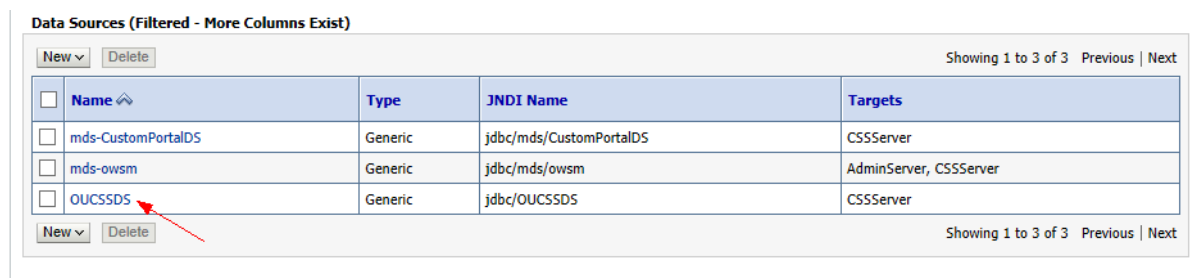 Data Sources (Filtered - More Columns Exist)
New Delete Showing 1 to 3 of 3 Previous | Next
Name Type JNDI Name Targets
mds-CustomPortalDS Generic jdbc/mds/CustomPortalDS CSSServer
mds-owsm Generic jdbc/mds/owsm AdminServer, CSSServer
OUCSSDS Generic jdbc/OUCSSDS CSSServer
New Delete Showing 1 to 3 of 3 Previous | Next